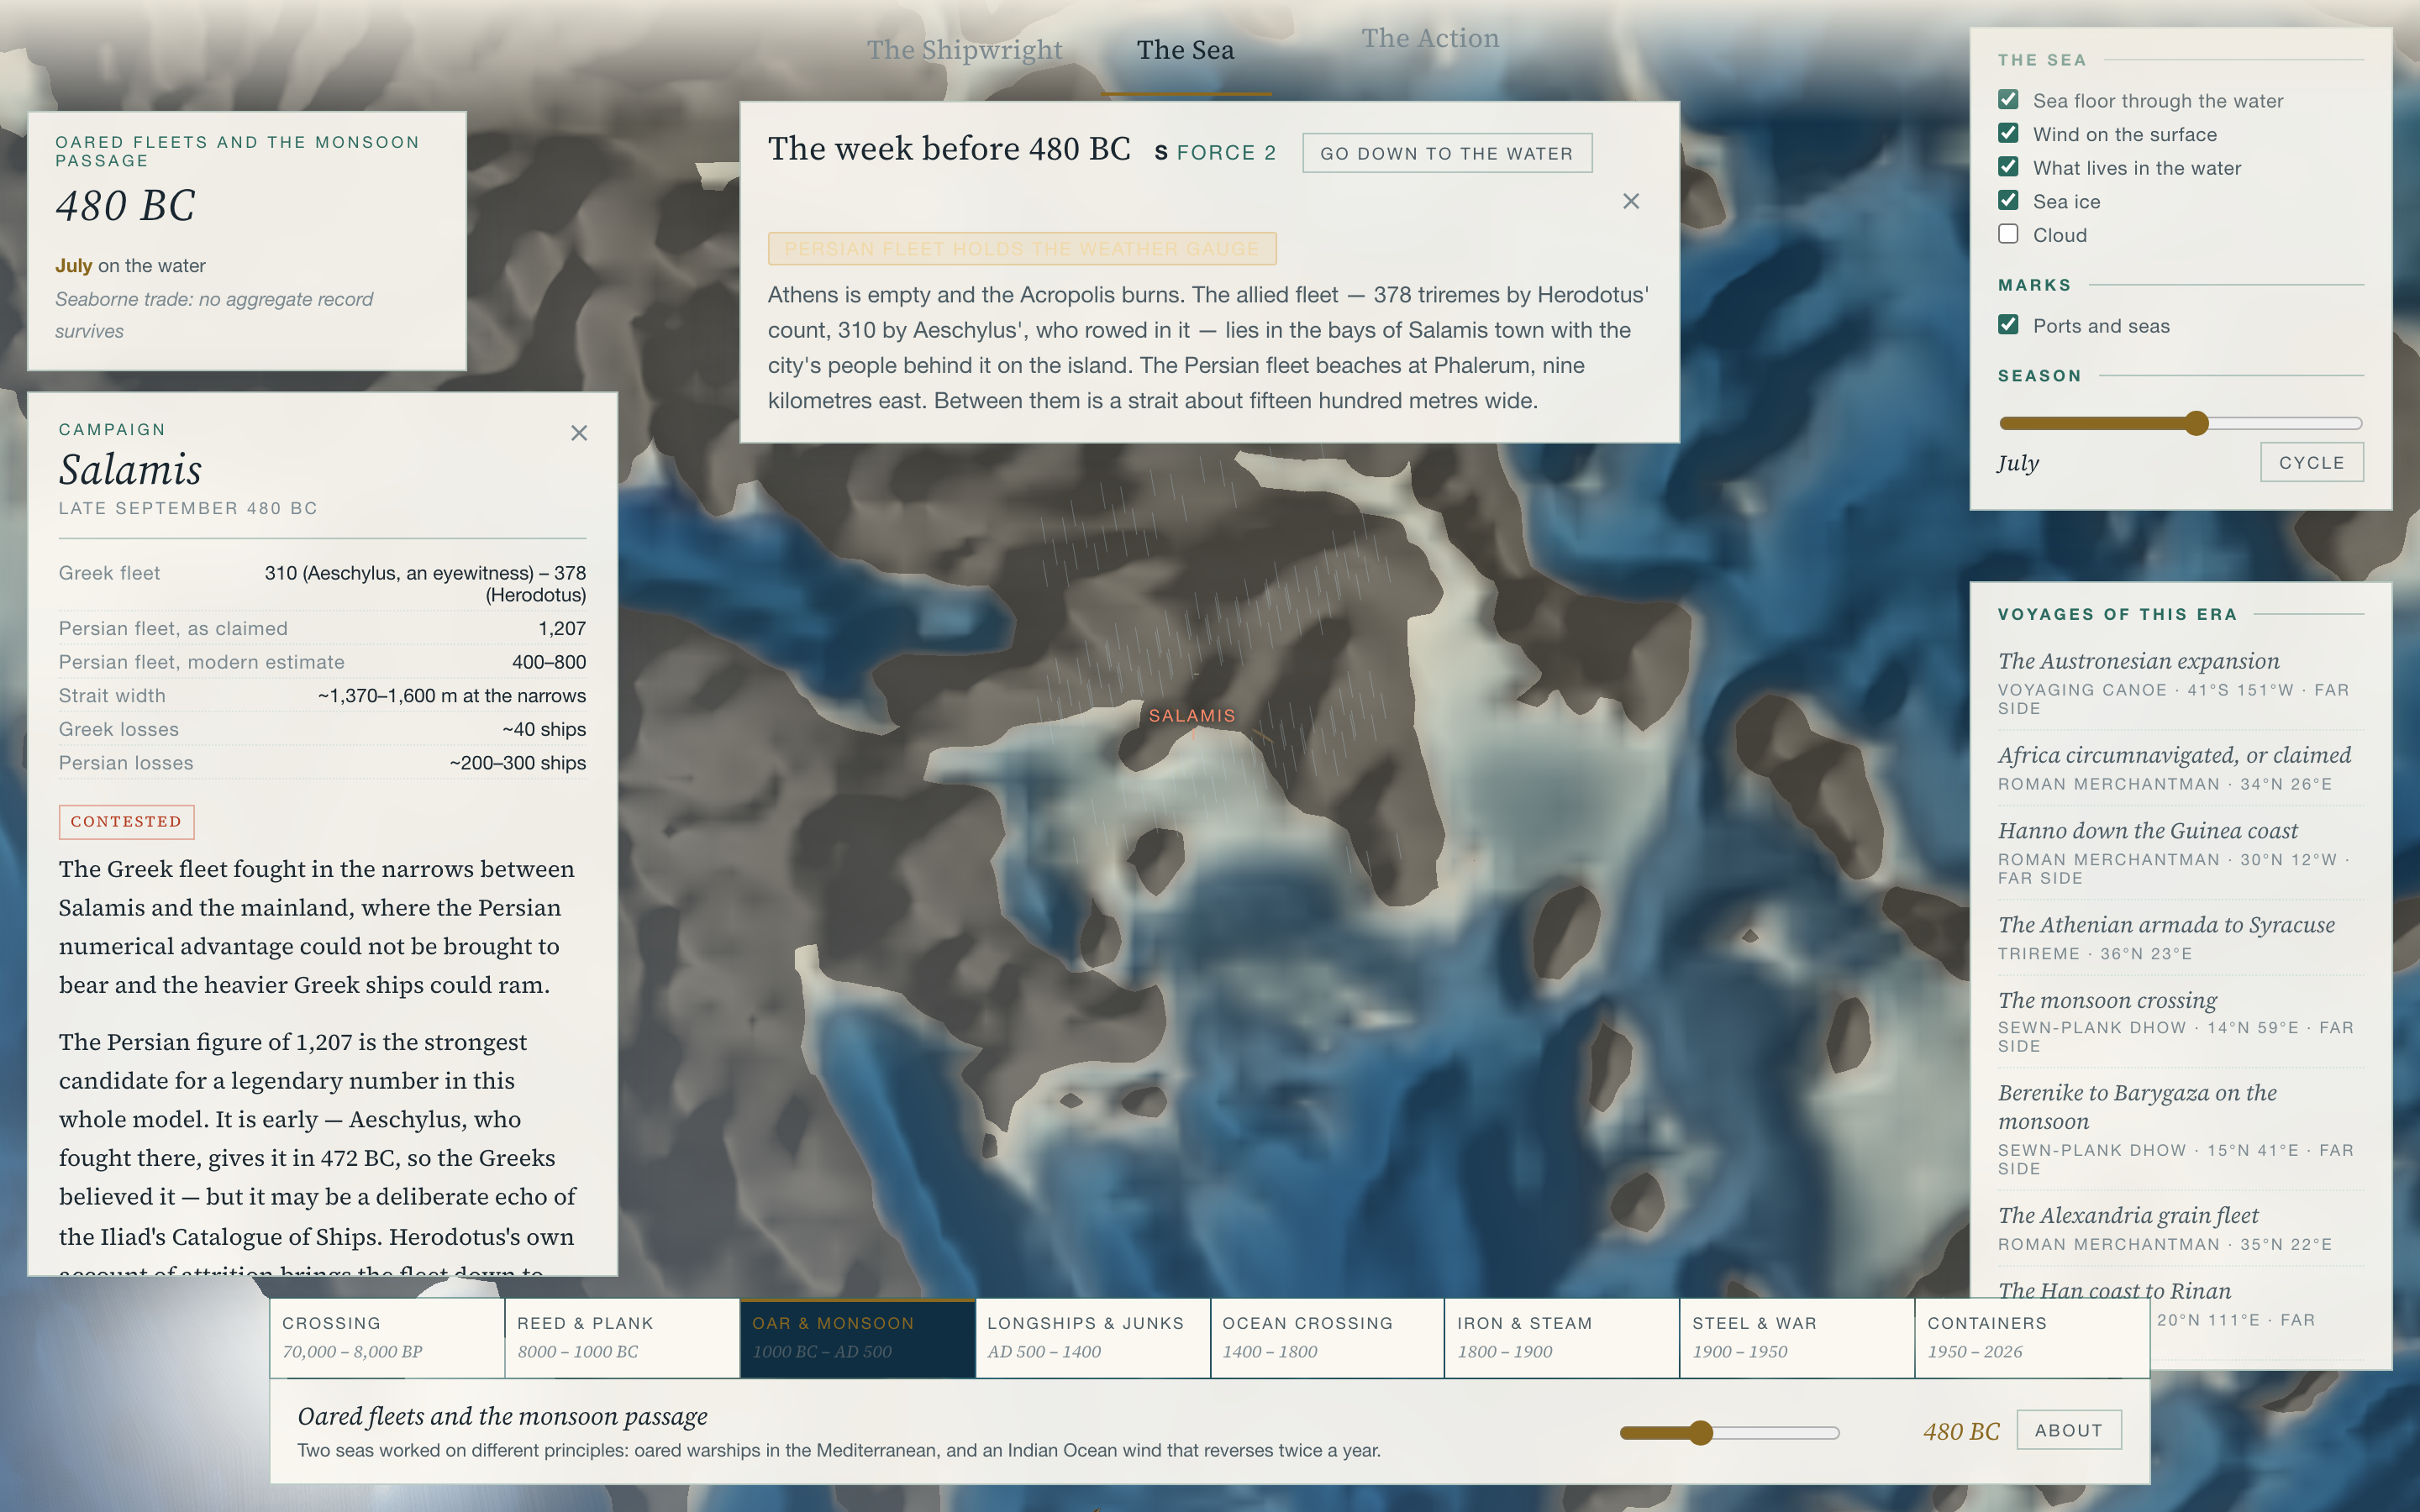 The Shipwright
The Sea
The Action
OARED FLEETS AND THE MONSOON
PASSAGE
480 BC
July on the water
Seaborne trade: no aggregate record
survives
CAMPAIGN
×
Salamis
LATE SEPTEMBER 480 BC
Greek fleet 310 (Aeschylus, an eyewitness) – 378
(Herodotus)
Persian fleet, as claimed 1,207
Persian fleet, modern estimate 400–800
Strait width ~1,370–1,600 m at the narrows
Greek losses ~40 ships
Persian losses ~200–300 ships
CONTESTED
The Greek fleet fought in the narrows between
Salamis and the mainland, where the Persian
numerical advantage could not be brought to
bear and the heavier Greek ships could ram.
The Persian figure of 1,207 is the strongest
candidate for a legendary number in this
whole model. It is early — Aeschylus, who
fought there, gives it in 472 BC, so the Greeks
believed it — but it may be a deliberate echo of
the Iliad's Catalogue of Ships. Herodotus's own
account of attrition brings the fleet down to
The week before 480 BC S FORCE 2 GO DOWN TO THE WATER
×
PERSIAN FLEET HOLDS THE WEATHER GAUGE
Athens is empty and the Acropolis burns. The allied fleet — 378 triremes by Herodotus'
count, 310 by Aeschylus', who rowed in it — lies in the bays of Salamis town with the
city's people behind it on the island. The Persian fleet beaches at Phalerum, nine
kilometres east. Between them is a strait about fifteen hundred metres wide.
SALAMIS
THE SEA
Sea floor through the water
Wind on the surface
What lives in the water
Sea ice
Cloud
MARKS
Ports and seas
SEASON
July CYCLE
VOYAGES OF THIS ERA
The Austronesian expansion
VOYAGING CANOE · 41°S 151°W · FAR
SIDE
Africa circumnavigated, or claimed
ROMAN MERCHANTMAN · 34°N 26°E
Hanno down the Guinea coast
ROMAN MERCHANTMAN · 30°N 12°W ·
FAR SIDE
The Athenian armada to Syracuse
TRIREME · 36°N 23°E
The monsoon crossing
SEWN-PLANK DHOW · 14°N 59°E · FAR
SIDE
Berenike to Barygaza on the
monsoon
SEWN-PLANK DHOW · 15°N 41°E · FAR
SIDE
The Alexandria grain fleet
ROMAN MERCHANTMAN · 35°N 22°E
The Han coast to Rinan
20°N 111°E · FAR
CROSSING
70,000 – 8,000 BP
REED & PLANK
8000 – 1000 BC
OAR & MONSOON
1000 BC – AD 500
LONGSHIPS & JUNKS
AD 500 – 1400
OCEAN CROSSING
1400 – 1800
IRON & STEAM
1800 – 1900
STEEL & WAR
1900 – 1950
CONTAINERS
1950 – 2026
Oared fleets and the monsoon passage
Two seas worked on different principles: oared warships in the Mediterranean, and an Indian Ocean wind that reverses twice a year.
480 BC ABOUT